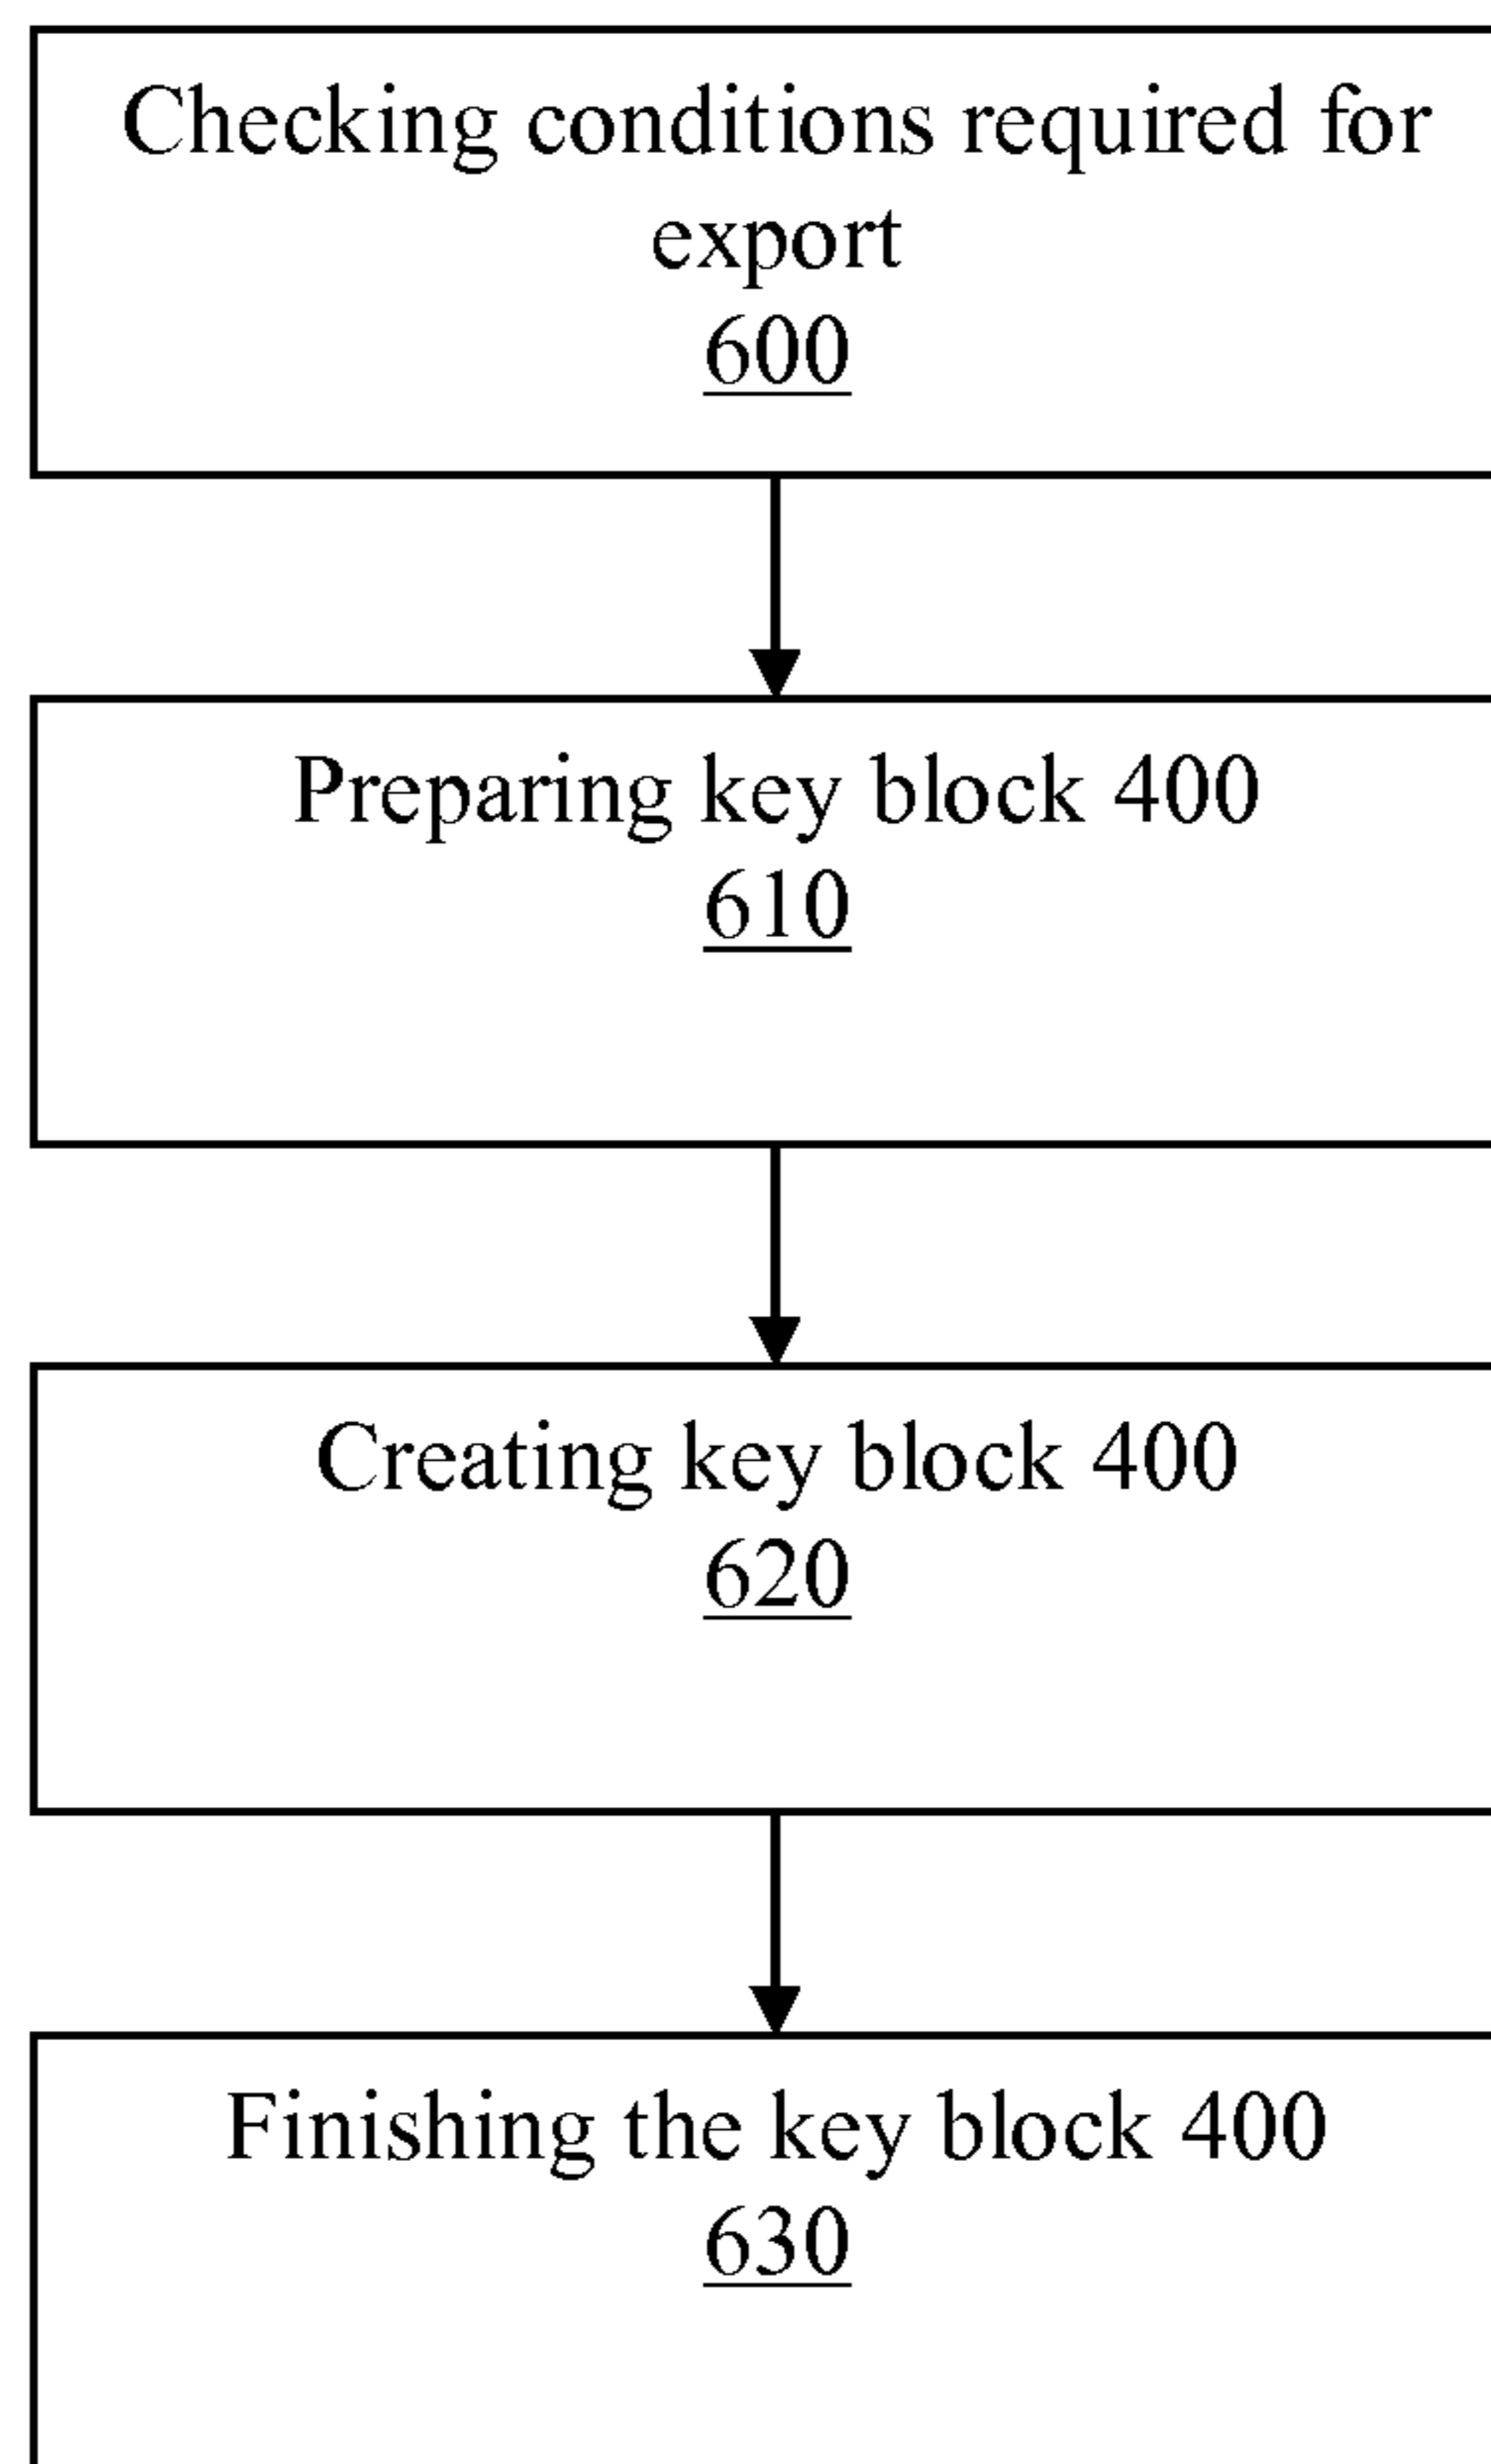 Checking conditions required for
export
600
Preparing key block 400
610
Creating key block 400
620
Finishing the key block 400
630